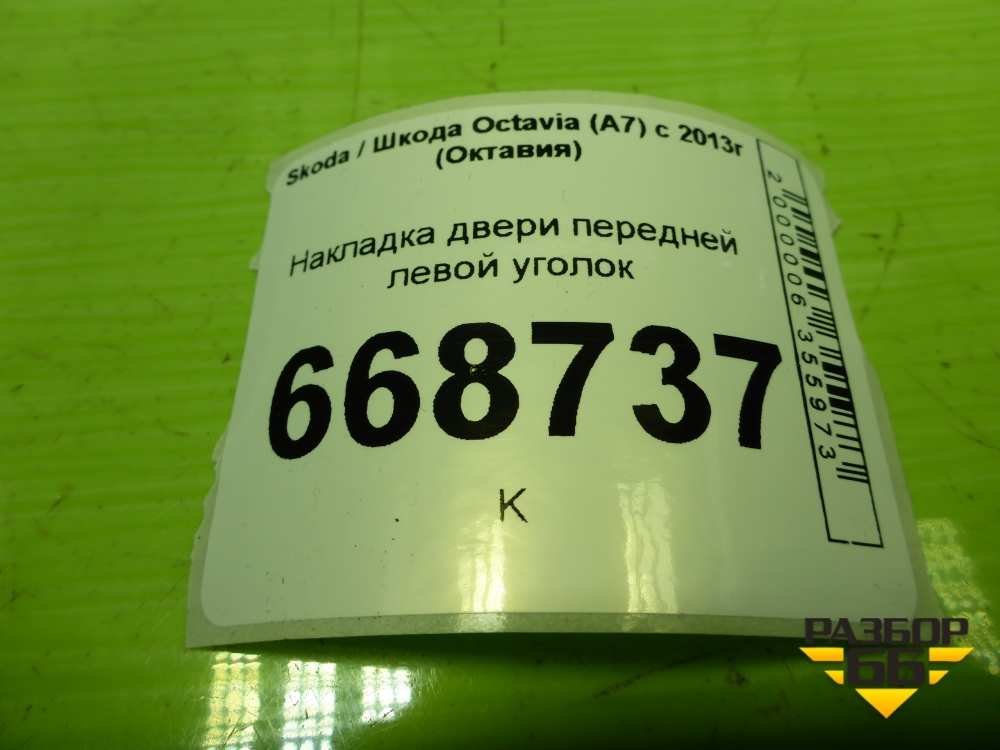 Skoda / Шкода Octavia (A7) с 2013г
(Октавия)
Накладка двери передней
левой уголок
668737
К
2000006355973
РАЗБОР
66